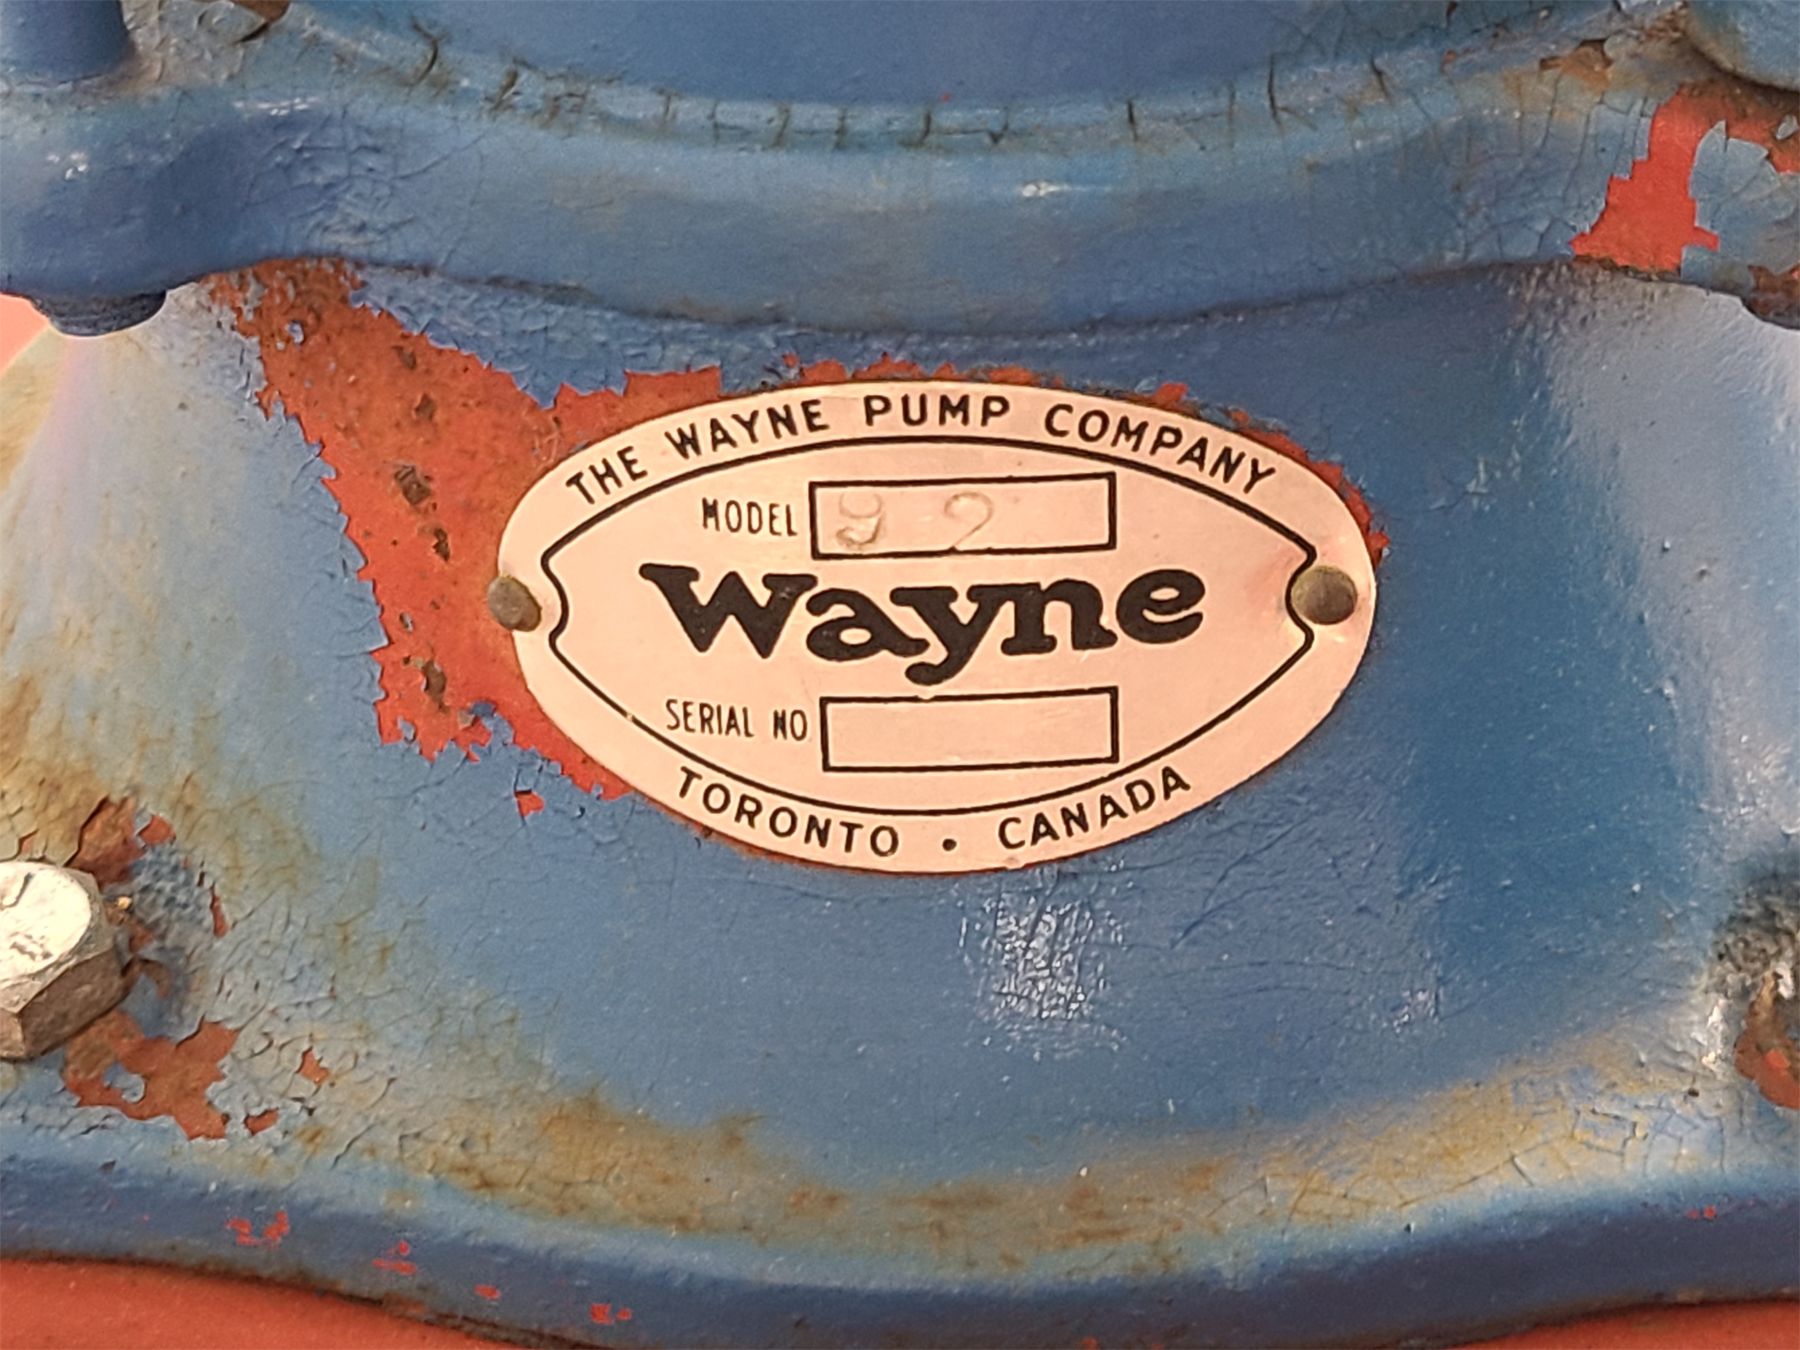 THE WAYNE PUMP COMPANY
MODEL 92
Wayne
SERIAL NO
TORONTO • CANADA